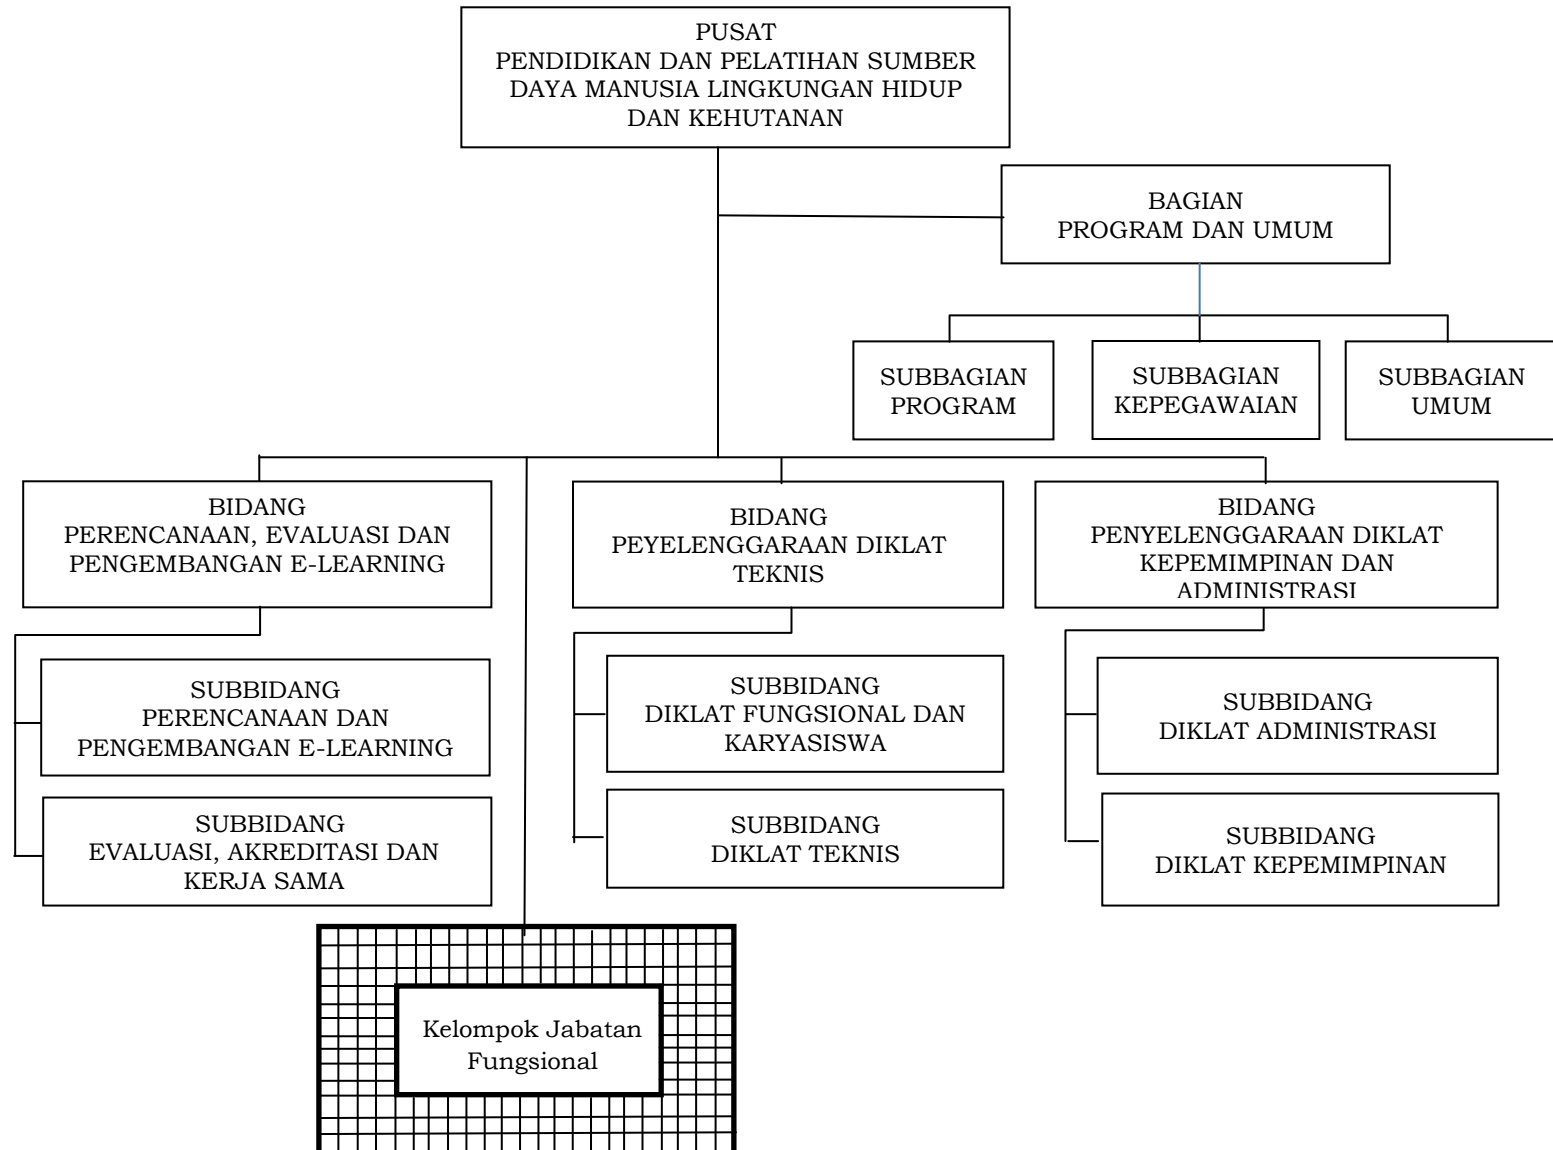 PUSAT
PENDIDIKAN DAN PELATIHAN SUMBER
DAYA MANUSIA LINGKUNGAN HIDUP
DAN KEHUTANAN
BAGIAN
PROGRAM DAN UMUM
SUBBAGIAN
PROGRAM
SUBBAGIAN
KEPEGAWAIAN
SUBBAGIAN
UMUM
BIDANG
PERENCANAAN, EVALUASI DAN
PENGEMBANGAN E-LEARNING
BIDANG
PEYELENGGARAAN DIKLAT
TEKNIS
BIDANG
PENYELENGGARAAN DIKLAT
KEPEMIMPINAN DAN
ADMINISTRASI
SUBBIDANG
PERENCANAAN DAN
PENGEMBANGAN E-LEARNING
SUBBIDANG
DIKLAT FUNGSIONAL DAN
KARYASISWA
SUBBIDANG
DIKLAT ADMINISTRASI
SUBBIDANG
EVALUASI, AKREDITASI DAN
KERJA SAMA
SUBBIDANG
DIKLAT TEKNIS
SUBBIDANG
DIKLAT KEPEMIMPINAN
Kelompok Jabatan
Fungsional